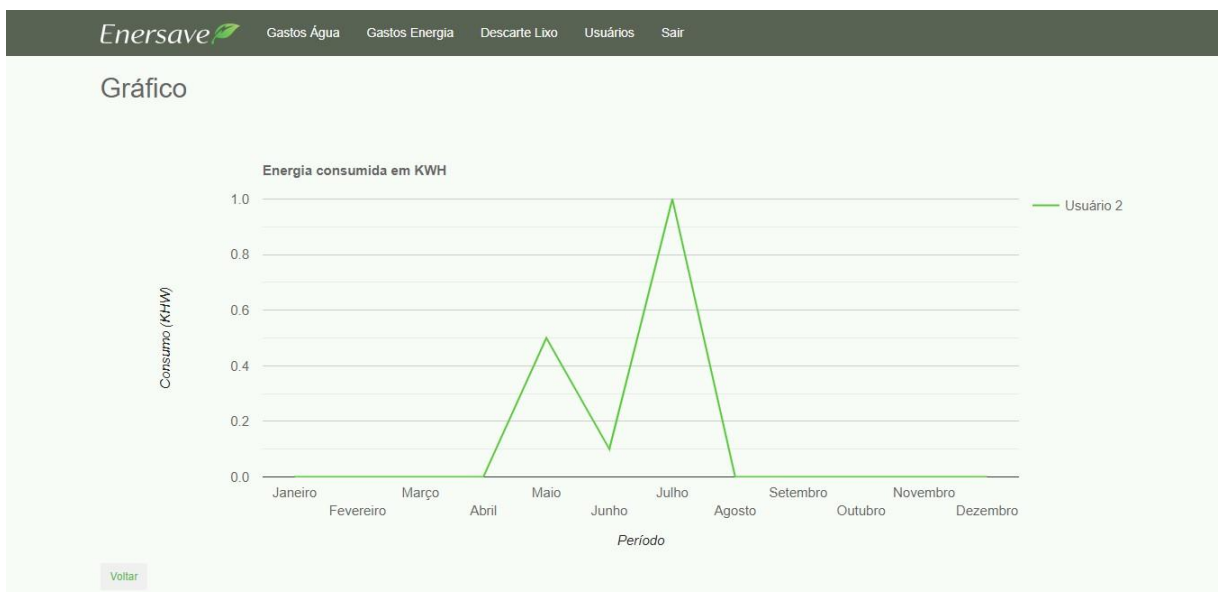 Enersave Gastos Água Gastos Energia Descarte Lixo Usuários Sair
Gráfico
Energia consumida em KWH
1.0
Usuário 2
0.8
0.6
0.4
0.2
0.0
Consumo (KHW)
Janeiro Março Maio Julho Setembro Novembro
Fevereiro Abril Junho Agosto Outubro Dezembro
Período
Voltar